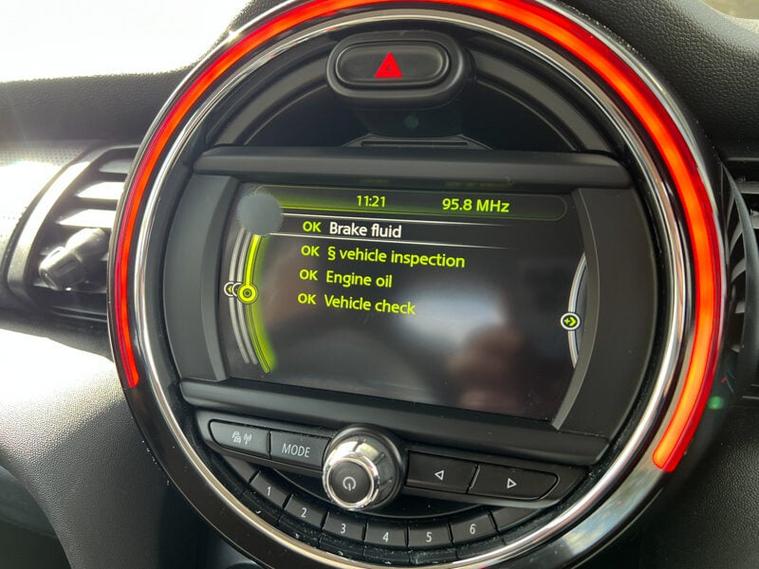 11:21 95.8 MHz
OK Brake fluid
OK § vehicle inspection
OK Engine oil
OK Vehicle check
MODE
1 2 3 4 5 6